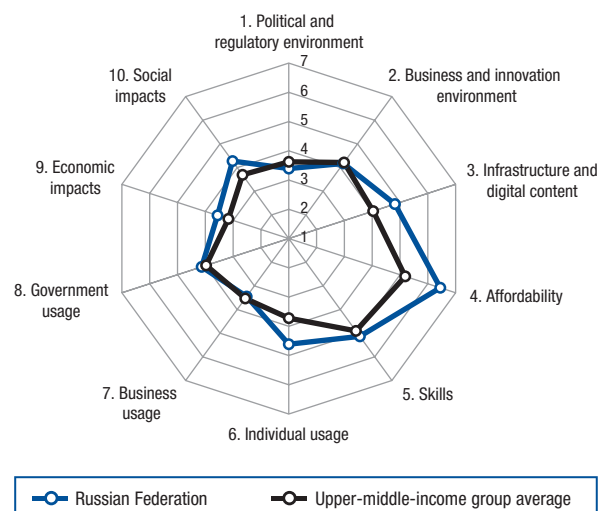 1. Political and
regulatory environment
10. Social
impacts
2. Business and innovation
environment
9. Economic
impacts
3. Infrastructure and
digital content
8. Government
usage
4. Affordability
7. Business
usage
5. Skills
6. Individual usage
7
6
5
4
3
2
1
Russian Federation
Upper-middle-income group average